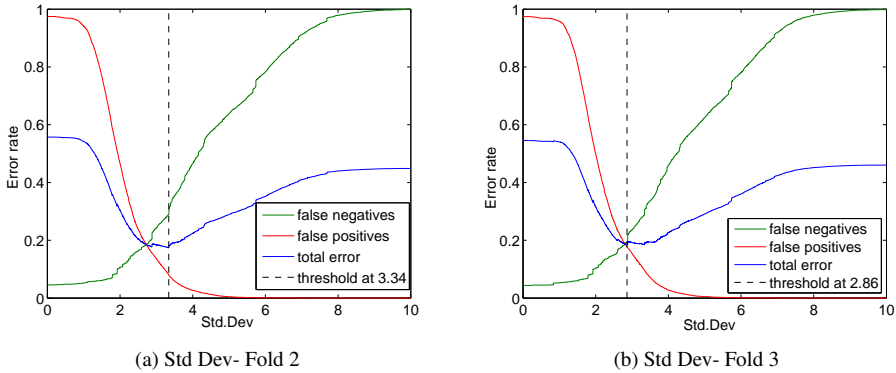 1
0.8
0.6
0.4
0.2
0
Error rate
0 2 4 6 8 10
Std.Dev
false negatives
false positives
total error
threshold at 3.34
(a) Std Dev- Fold 2
1
0.8
0.6
0.4
0.2
0
Error rate
0 2 4 6 8 10
Std.Dev
false negatives
false positives
total error
threshold at 2.86
(b) Std Dev- Fold 3